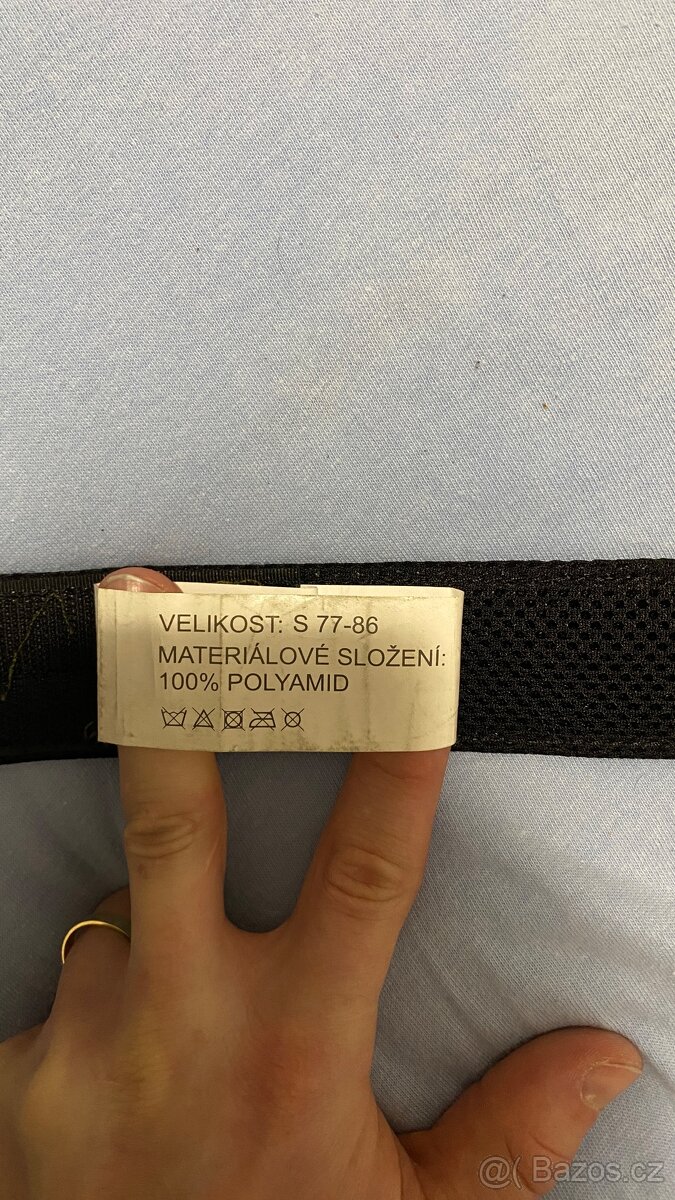 VELIKOST: S 77-86
MATERIÁLOVÉ SLOŽENÍ:
100% POLYAMID
@( Bazos.cz